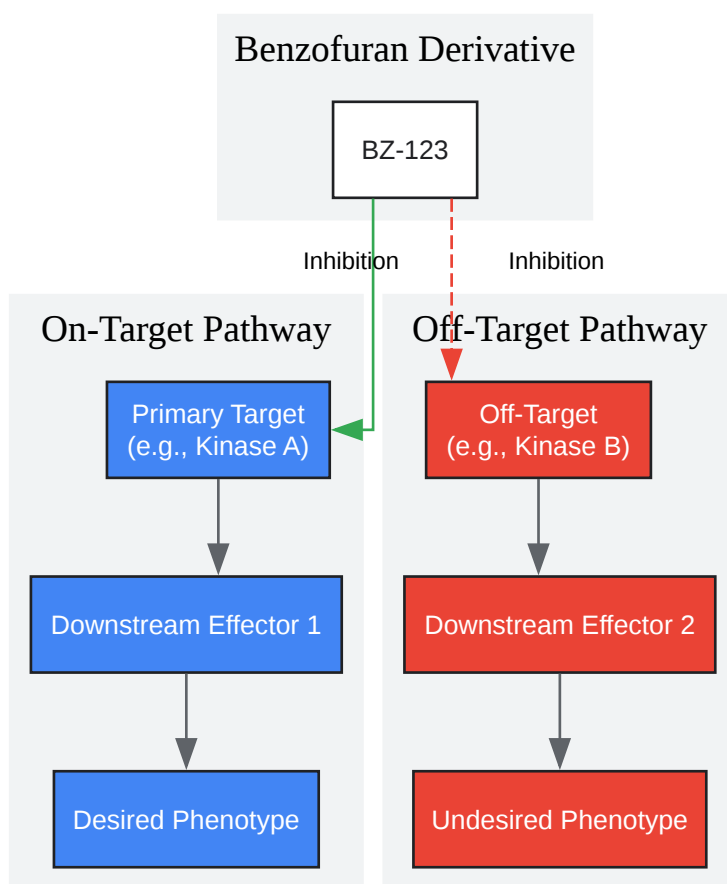 Benzofuran Derivative
BZ-123
Inhibition
Inhibition
On-Target Pathway
Off-Target Pathway
Primary Target
(e.g., Kinase A)
Off-Target
(e.g., Kinase B)
Downstream Effector 1
Downstream Effector 2
Desired Phenotype
Undesired Phenotype